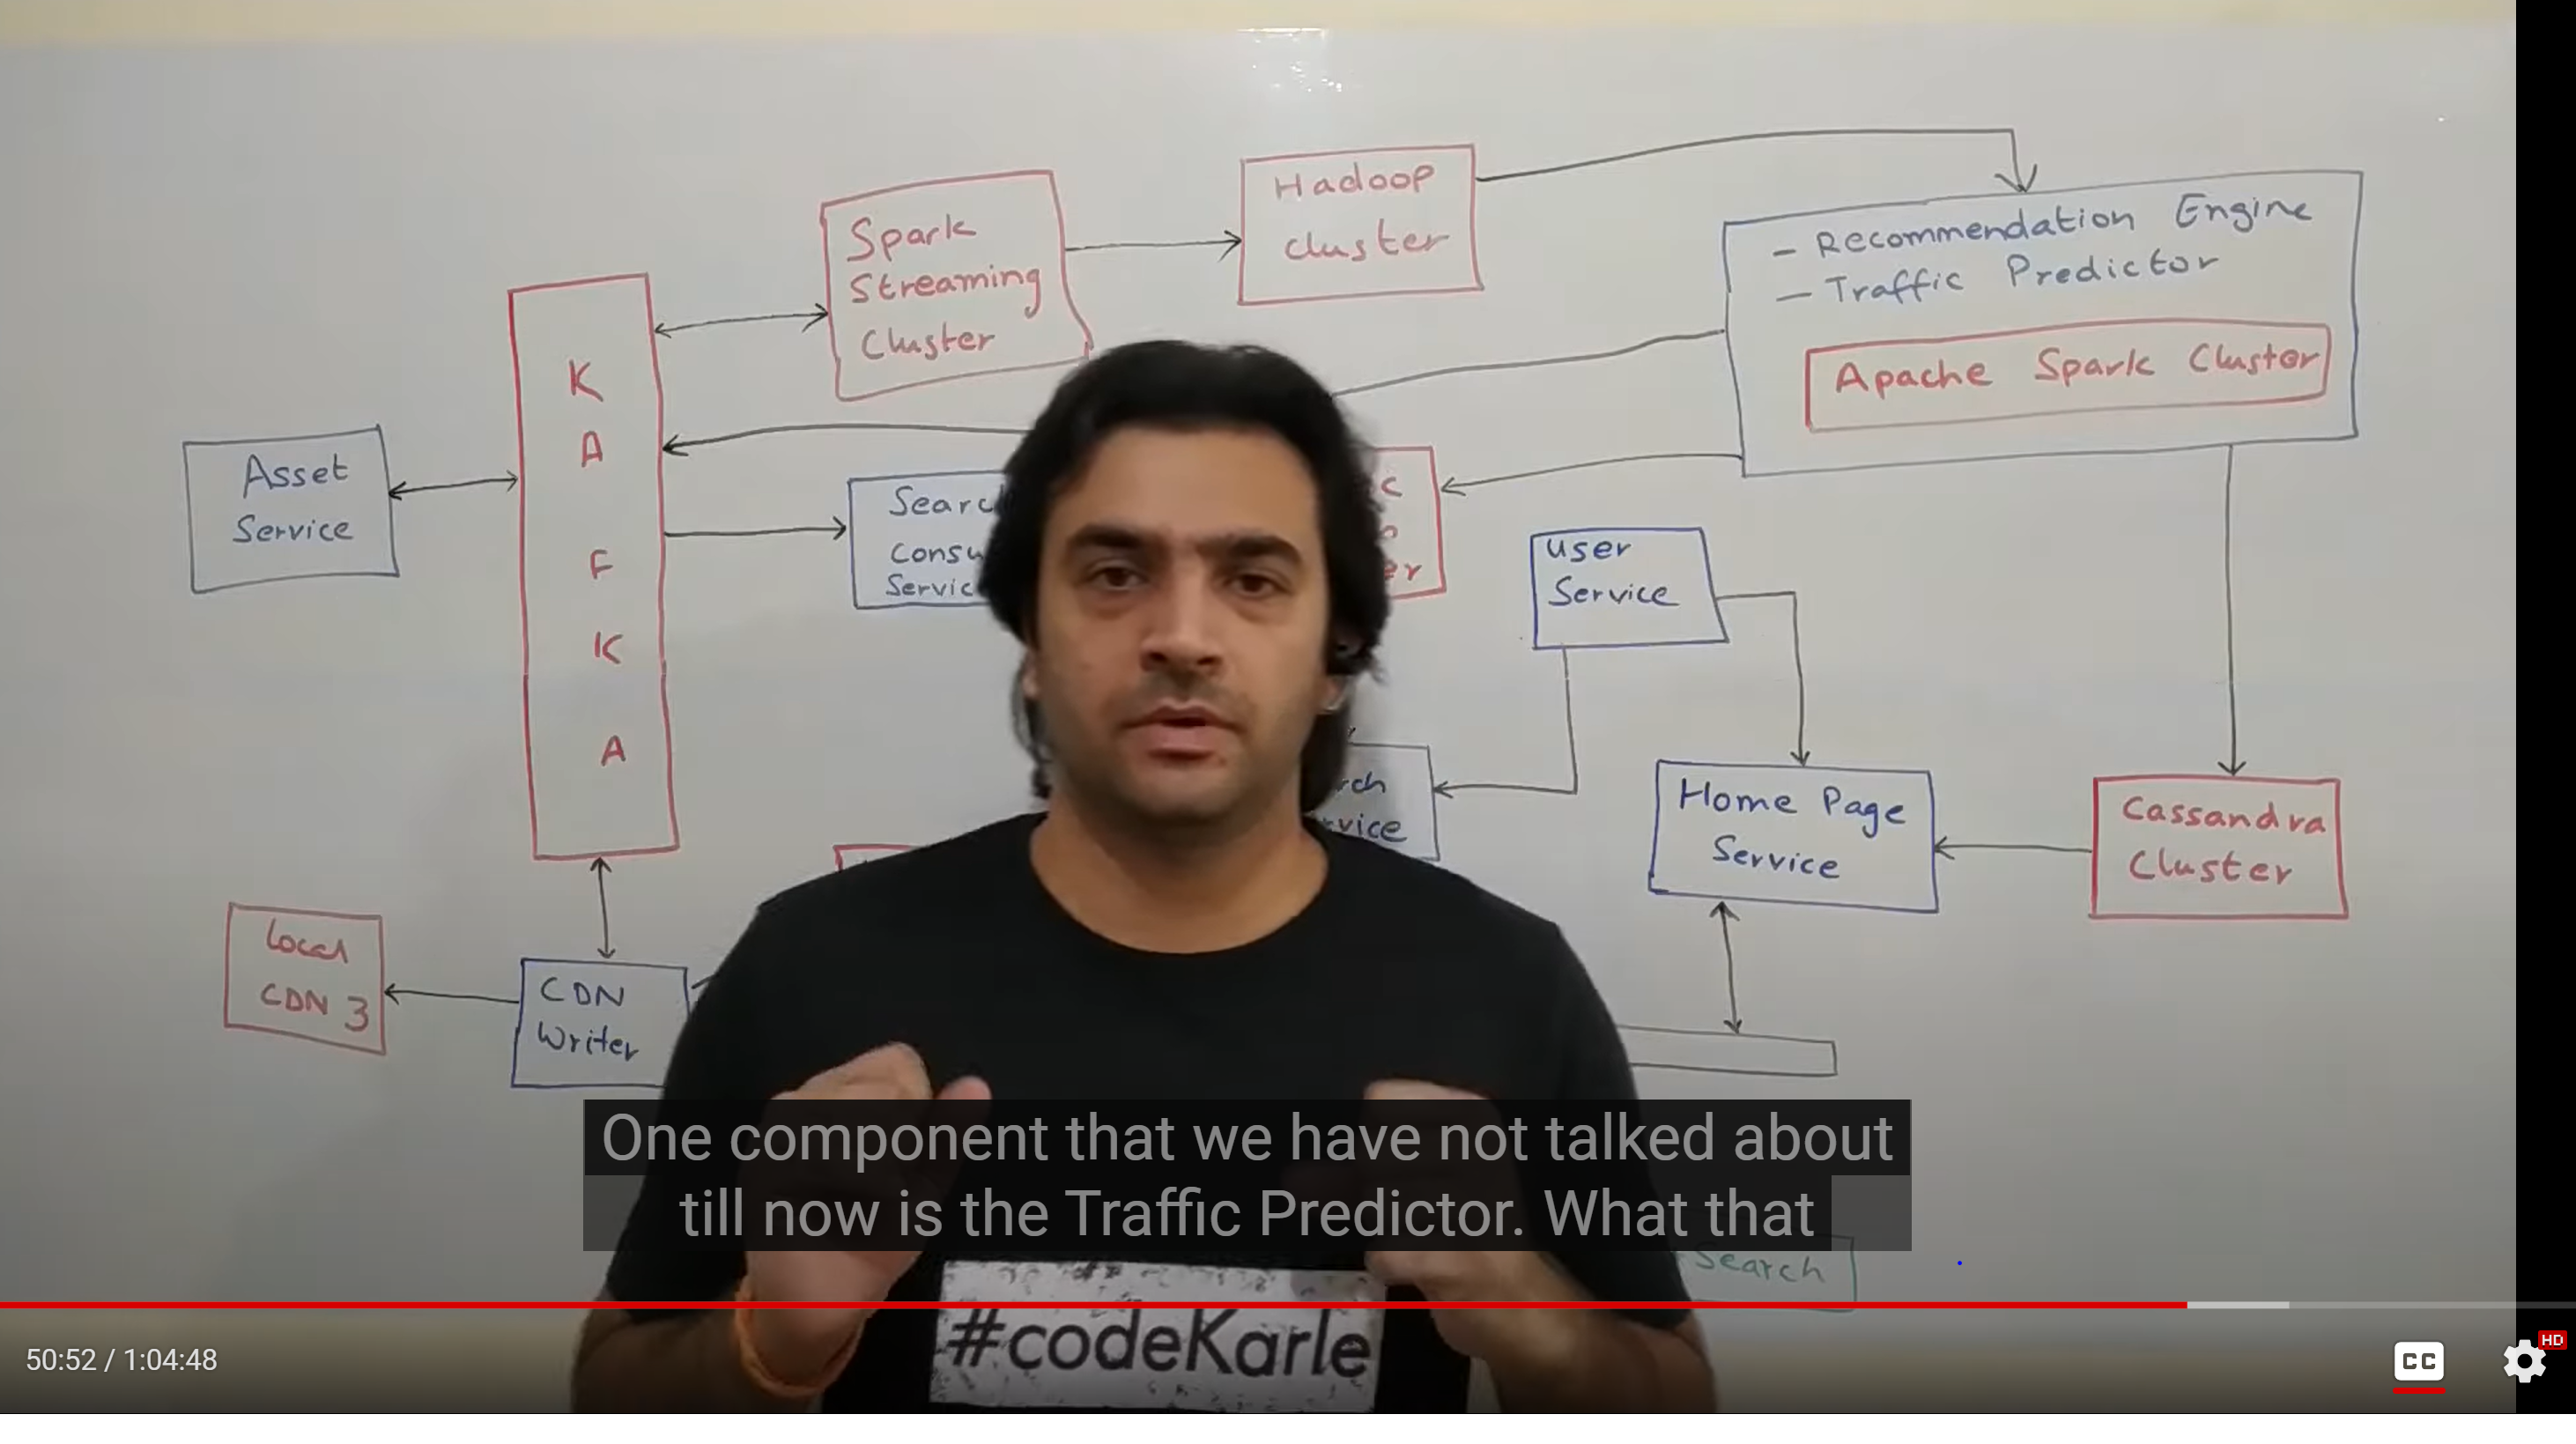 Hadoop
cluster
Spark
Streaming
Cluster
- Recommendation Engine
- Traffic Predictor
Apache Spark Cluster
K
A
F
K
A
Asset
Service
Service
user
Service
Home Page
Service
Cassandra
Cluster
Local
CDN 3
CDN
Writer
One component that we have not talked about
till now is the Traffic Predictor. What that
Search
#codeKarle
50:52 / 1:04:48
CC
HD